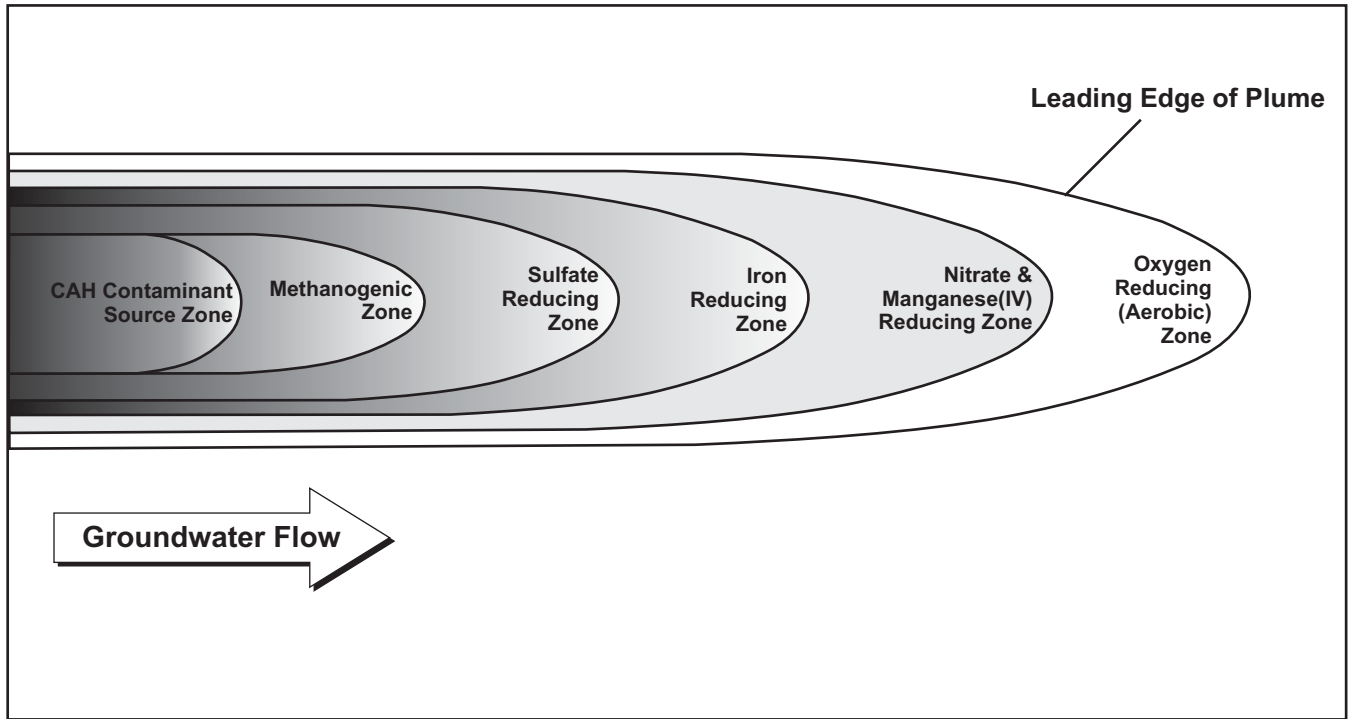 Leading Edge of Plume
CAH Contaminant
Source Zone
Methanogenic
Zone
Sulfate
Reducing
Zone
Iron
Reducing
Zone
Nitrate &
Manganese(IV)
Reducing Zone
Oxygen
Reducing
(Aerobic)
Zone
Groundwater Flow